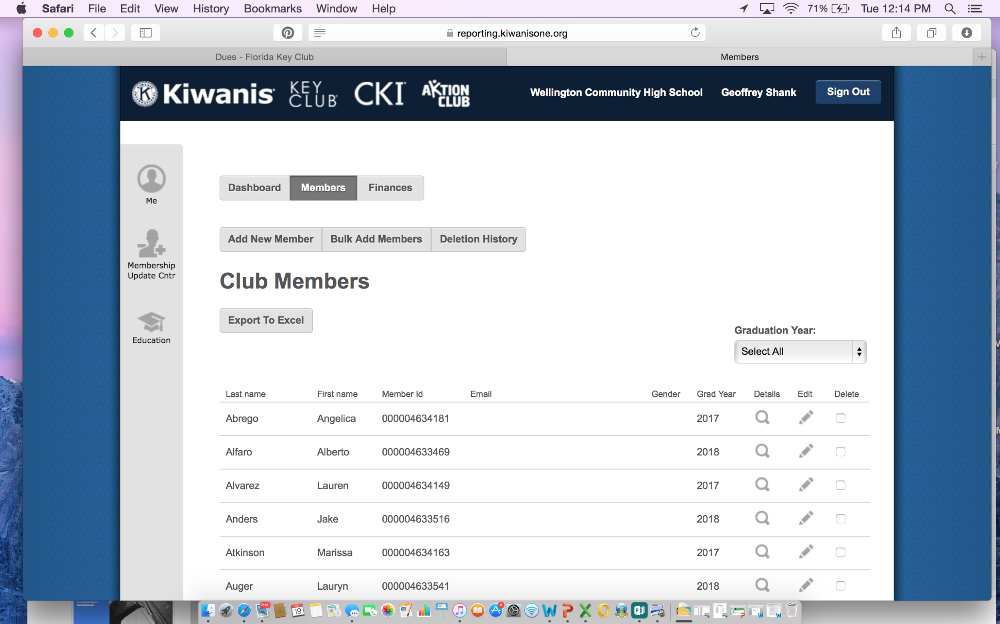 Safari File Edit View History Bookmarks Window Help 71% Tue 12:14 PM
reporting.kiwanisone.org
Dues - Florida Key Club Members
Kiwanis KEY CLUB CKI AKTION CLUB Wellington Community High School Geoffrey Shank Sign Out
Me
Membership
Update Cntr
Education
Dashboard Members Finances
Add New Member Bulk Add Members Deletion History
Club Members
Export To Excel
Graduation Year:
Select All
Last name First name Member Id Email Gender Grad Year Details Edit Delete
Abrego Angelica 000004634181 2017
Alfaro Alberto 000004633469 2018
Alvarez Lauren 000004634149 2017
Anders Jake 000004633516 2018
Atkinson Marissa 000004634163 2017
Auger Lauryn 000004633541 2018
26431 JUL 19 8